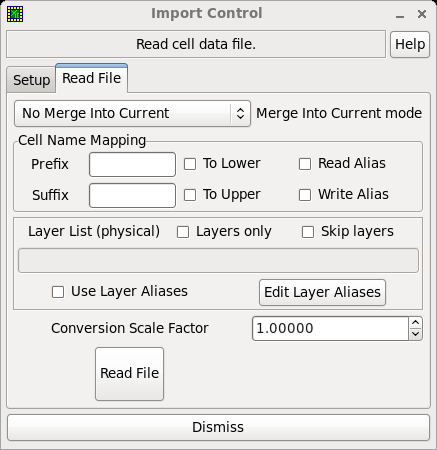 Import Control
Read cell data file. Help
Setup Read File
No Merge Into Current Merge Into Current mode
Cell Name Mapping
Prefix To Lower Read Alias
Suffix To Upper Write Alias
Layer List (physical) Layers only Skip layers
Use Layer Aliases Edit Layer Aliases
Conversion Scale Factor 1.00000
Read File
Dismiss